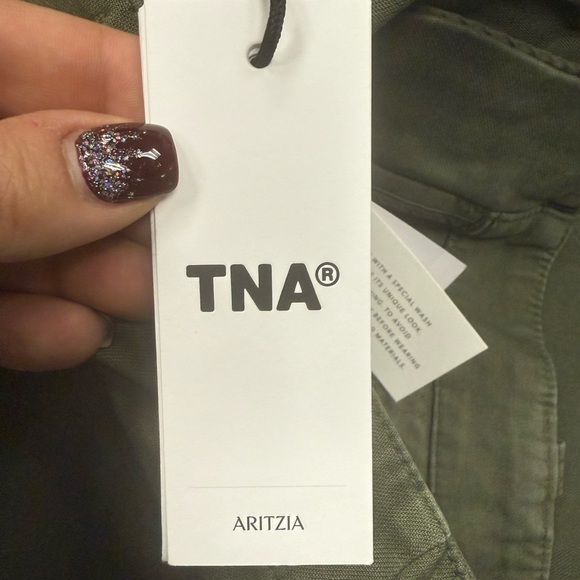 TNA®
ARITZIA
WITH A SPECIAL WASH
ITS UNIQUE LOOK.
TO AVOID
BEFORE WEARING
MATERIALS.